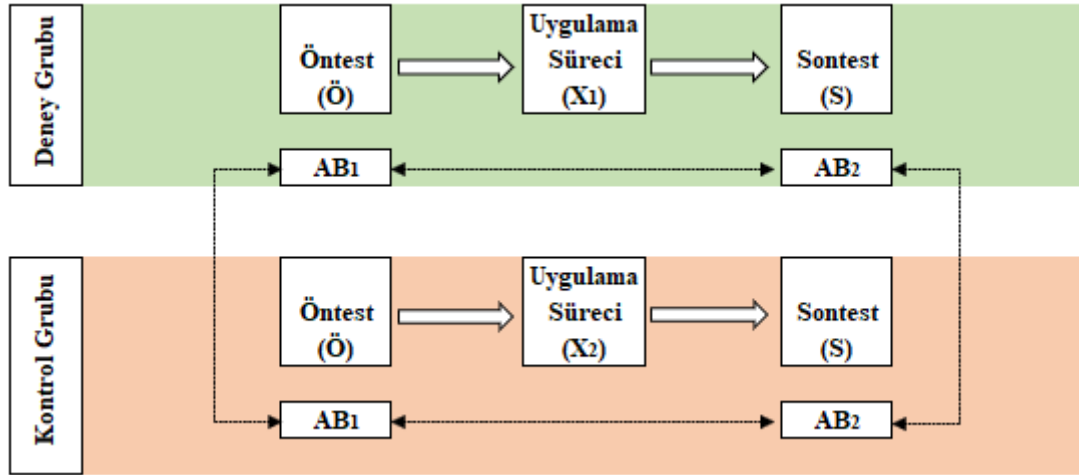 Deney Grubu
Öntest
(Ö)
Uygulama
Süreci
(X1)
Sontest
(S)
AB1
AB2
Kontrol Grubu
Öntest
(Ö)
Uygulama
Süreci
(X2)
Sontest
(S)
AB1
AB2